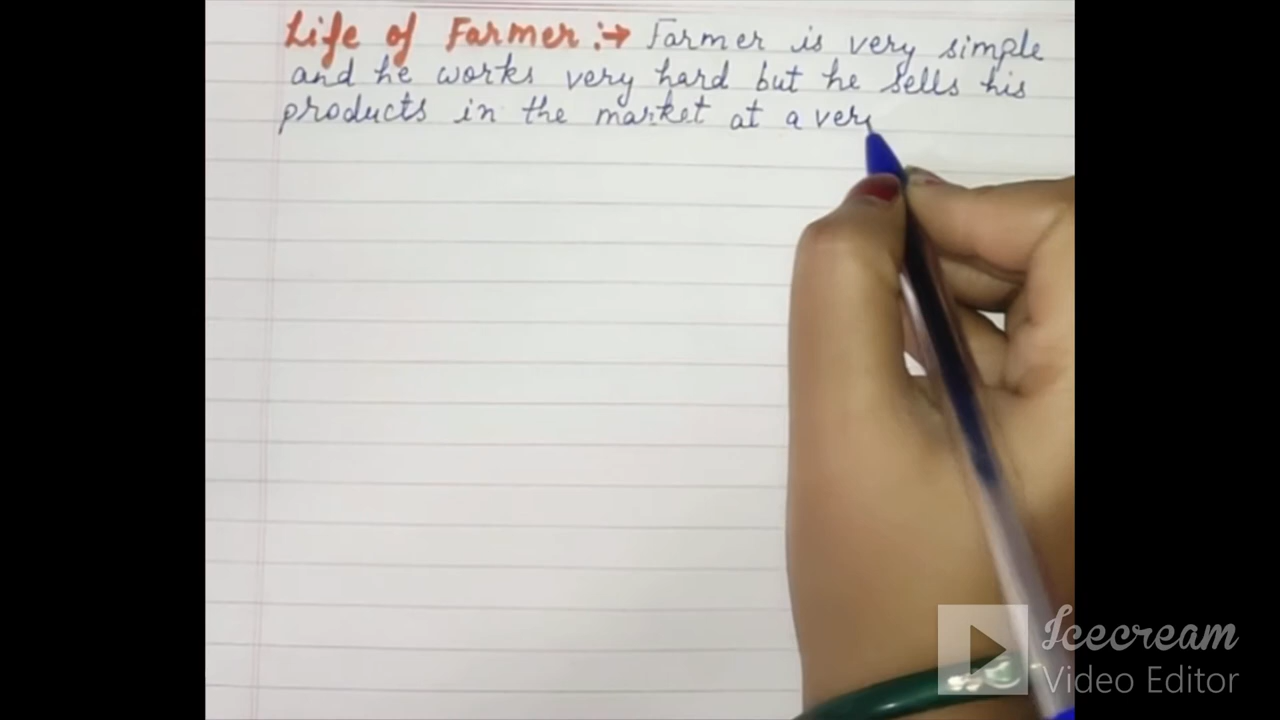 Life of Farmer :→ Farmer is very simple
and he works very hard but he sells his
products in the market at a very
Icecream
Video Editor